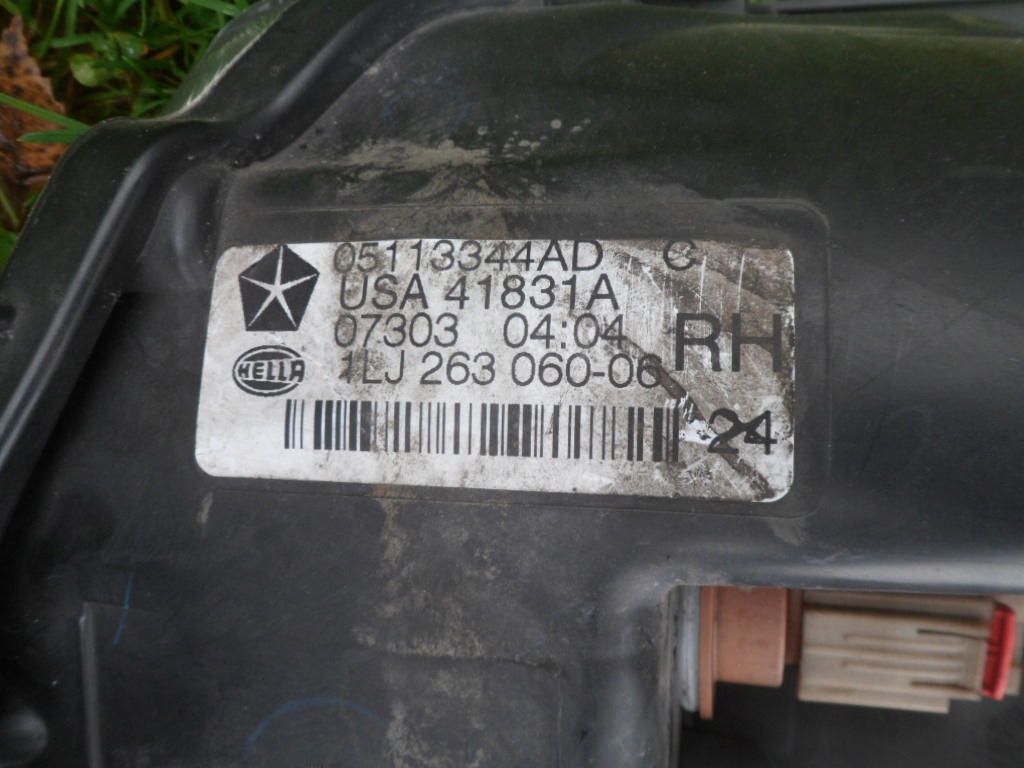 05113344AD C
USA 41831A
07303 04:04 RH
HELLA 1LJ 263 060-06
24